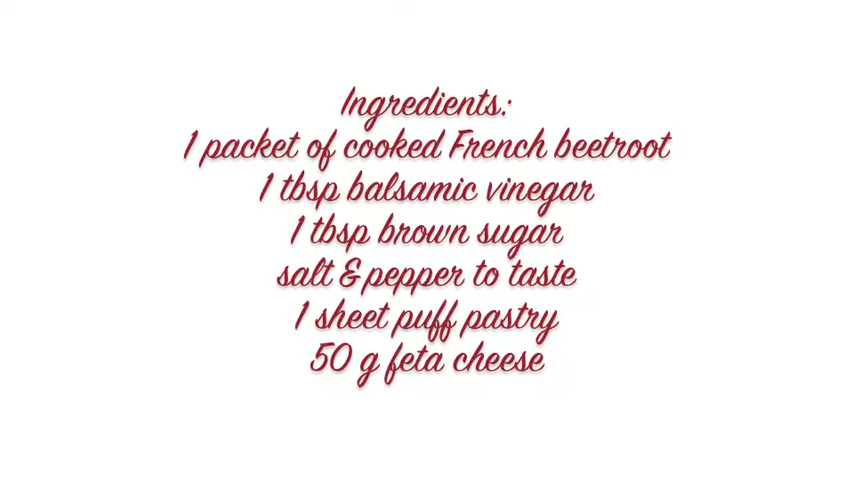 Ingredients:
1 packet of cooked French beetroot
1 tbsp balsamic vinegar
1 tbsp brown sugar
salt & pepper to taste
1 sheet puff pastry
50 g feta cheese